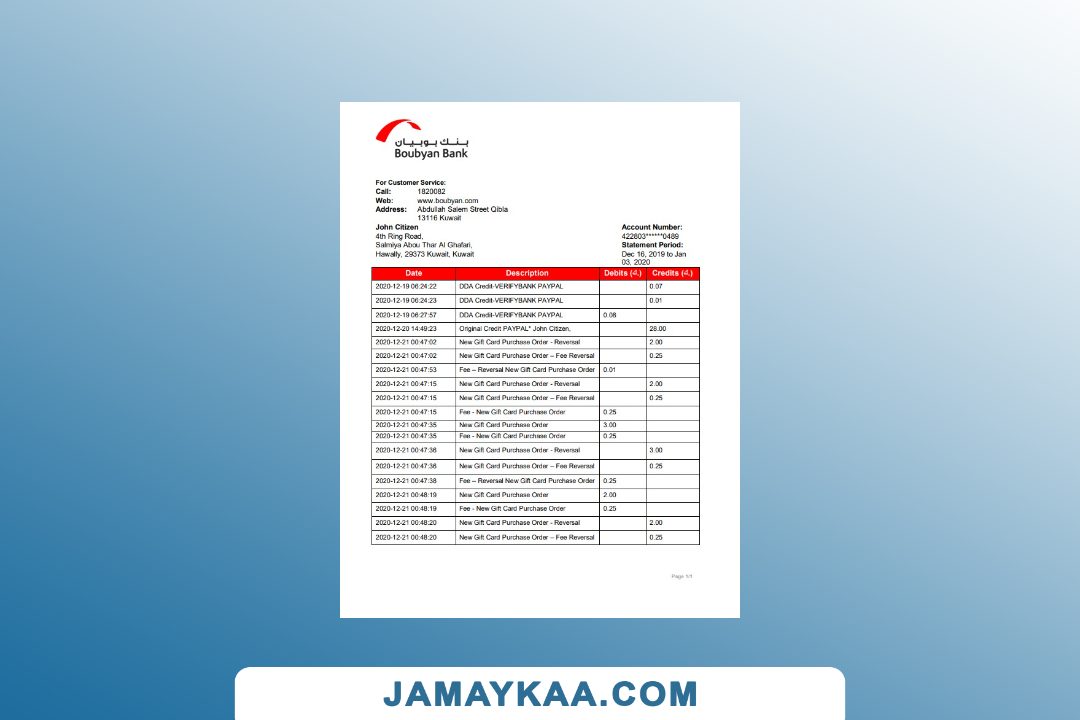 بنك بوبيان
Boubyan Bank
For Customer Service:
Call: 1820082
Web: www.boubyan.com
Address: Abdullah Salem Street Qibla
13116 Kuwait
John Citizen
4th Ring Road,
Salmiya Abou Thar Al Ghafari,
Hawally, 29373 Kuwait, Kuwait
Account Number:
422803******0489
Statement Period:
Dec 16, 2019 to Jan
03, 2020
Date Description Debits (د.) Credits (د.)
2020-12-19 06:24:22 DDA Credit-VERIFYBANK PAYPAL 0.07
2020-12-19 06:24:23 DDA Credit-VERIFYBANK PAYPAL 0.01
2020-12-19 06:27:57 DDA Credit-VERIFYBANK PAYPAL 0.08
2020-12-20 14:49:23 Original Credit PAYPAL* John Citizen, 28.00
2020-12-21 00:47:02 New Gift Card Purchase Order - Reversal 2.00
2020-12-21 00:47:02 New Gift Card Purchase Order – Fee Reversal 0.25
2020-12-21 00:47:53 Fee – Reversal New Gift Card Purchase Order 0.01
2020-12-21 00:47:15 New Gift Card Purchase Order - Reversal 2.00
2020-12-21 00:47:15 New Gift Card Purchase Order – Fee Reversal 0.25
2020-12-21 00:47:15 Fee - New Gift Card Purchase Order 0.25
2020-12-21 00:47:35 New Gift Card Purchase Order 3.00
2020-12-21 00:47:35 Fee - New Gift Card Purchase Order 0.25
2020-12-21 00:47:36 New Gift Card Purchase Order - Reversal 3.00
2020-12-21 00:47:36 New Gift Card Purchase Order – Fee Reversal 0.25
2020-12-21 00:47:38 Fee – Reversal New Gift Card Purchase Order 0.25
2020-12-21 00:48:19 New Gift Card Purchase Order 2.00
2020-12-21 00:48:19 Fee - New Gift Card Purchase Order 0.25
2020-12-21 00:48:20 New Gift Card Purchase Order - Reversal 2.00
2020-12-21 00:48:20 New Gift Card Purchase Order – Fee Reversal 0.25
Page 1/1
JAMAYKAA.COM